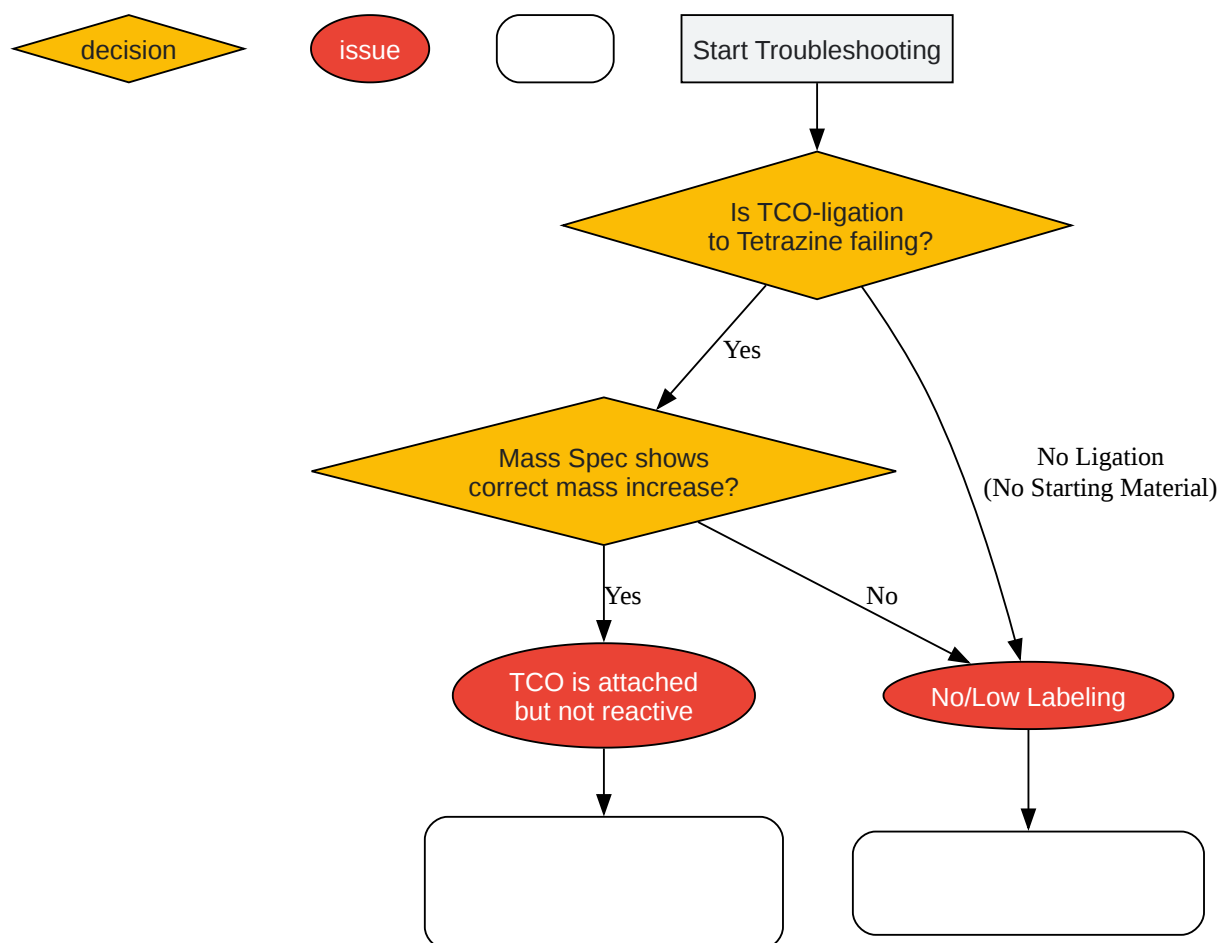 decision
issue
Start Troubleshooting
Is TCO-ligation
to Tetrazine failing?
Yes
Mass Spec shows
correct mass increase?
No Ligation
(No Starting Material)
Yes
No
TCO is attached
but not reactive
No/Low Labeling